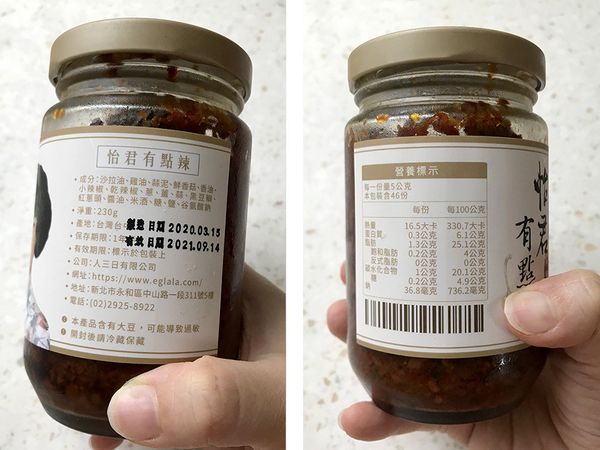 怡君有點辣
•成分：沙拉油、雞油、蒜泥、鮮香菇、香油、
小辣椒、乾辣椒、蔥、薑、蒜、黑豆豉、
紅蔥頭、醬油、米酒、糖、鹽、谷氨酸鈉
•淨重：230g
•產地：台灣台 製造日期 2020.03.15
•保存期限：1年 有效日期 2021.09.14
•有效期限：標示於包裝上
•公司：人三日有限公司
•網址：https://www.eglala.com/
•地址：新北市永和區中山路一段311號5樓
•電話：(02)2925-8922
本產品含有大豆，可能導致過敏
開封後請冷藏保藏
營養標示
每一份量5公克
本包裝含46份
每份 每100公克
熱量 16.5大卡 330.7大卡
蛋白質 0.3公克 6.1公克
脂肪 1.3公克 25.1公克
飽和脂肪 0.2公克 4公克
反式脂肪 0公克 0公克
碳水化合物 1公克 20.1公克
糖 0.2公克 4.9公克
鈉 36.8毫克 736.2毫克
怡君
有點